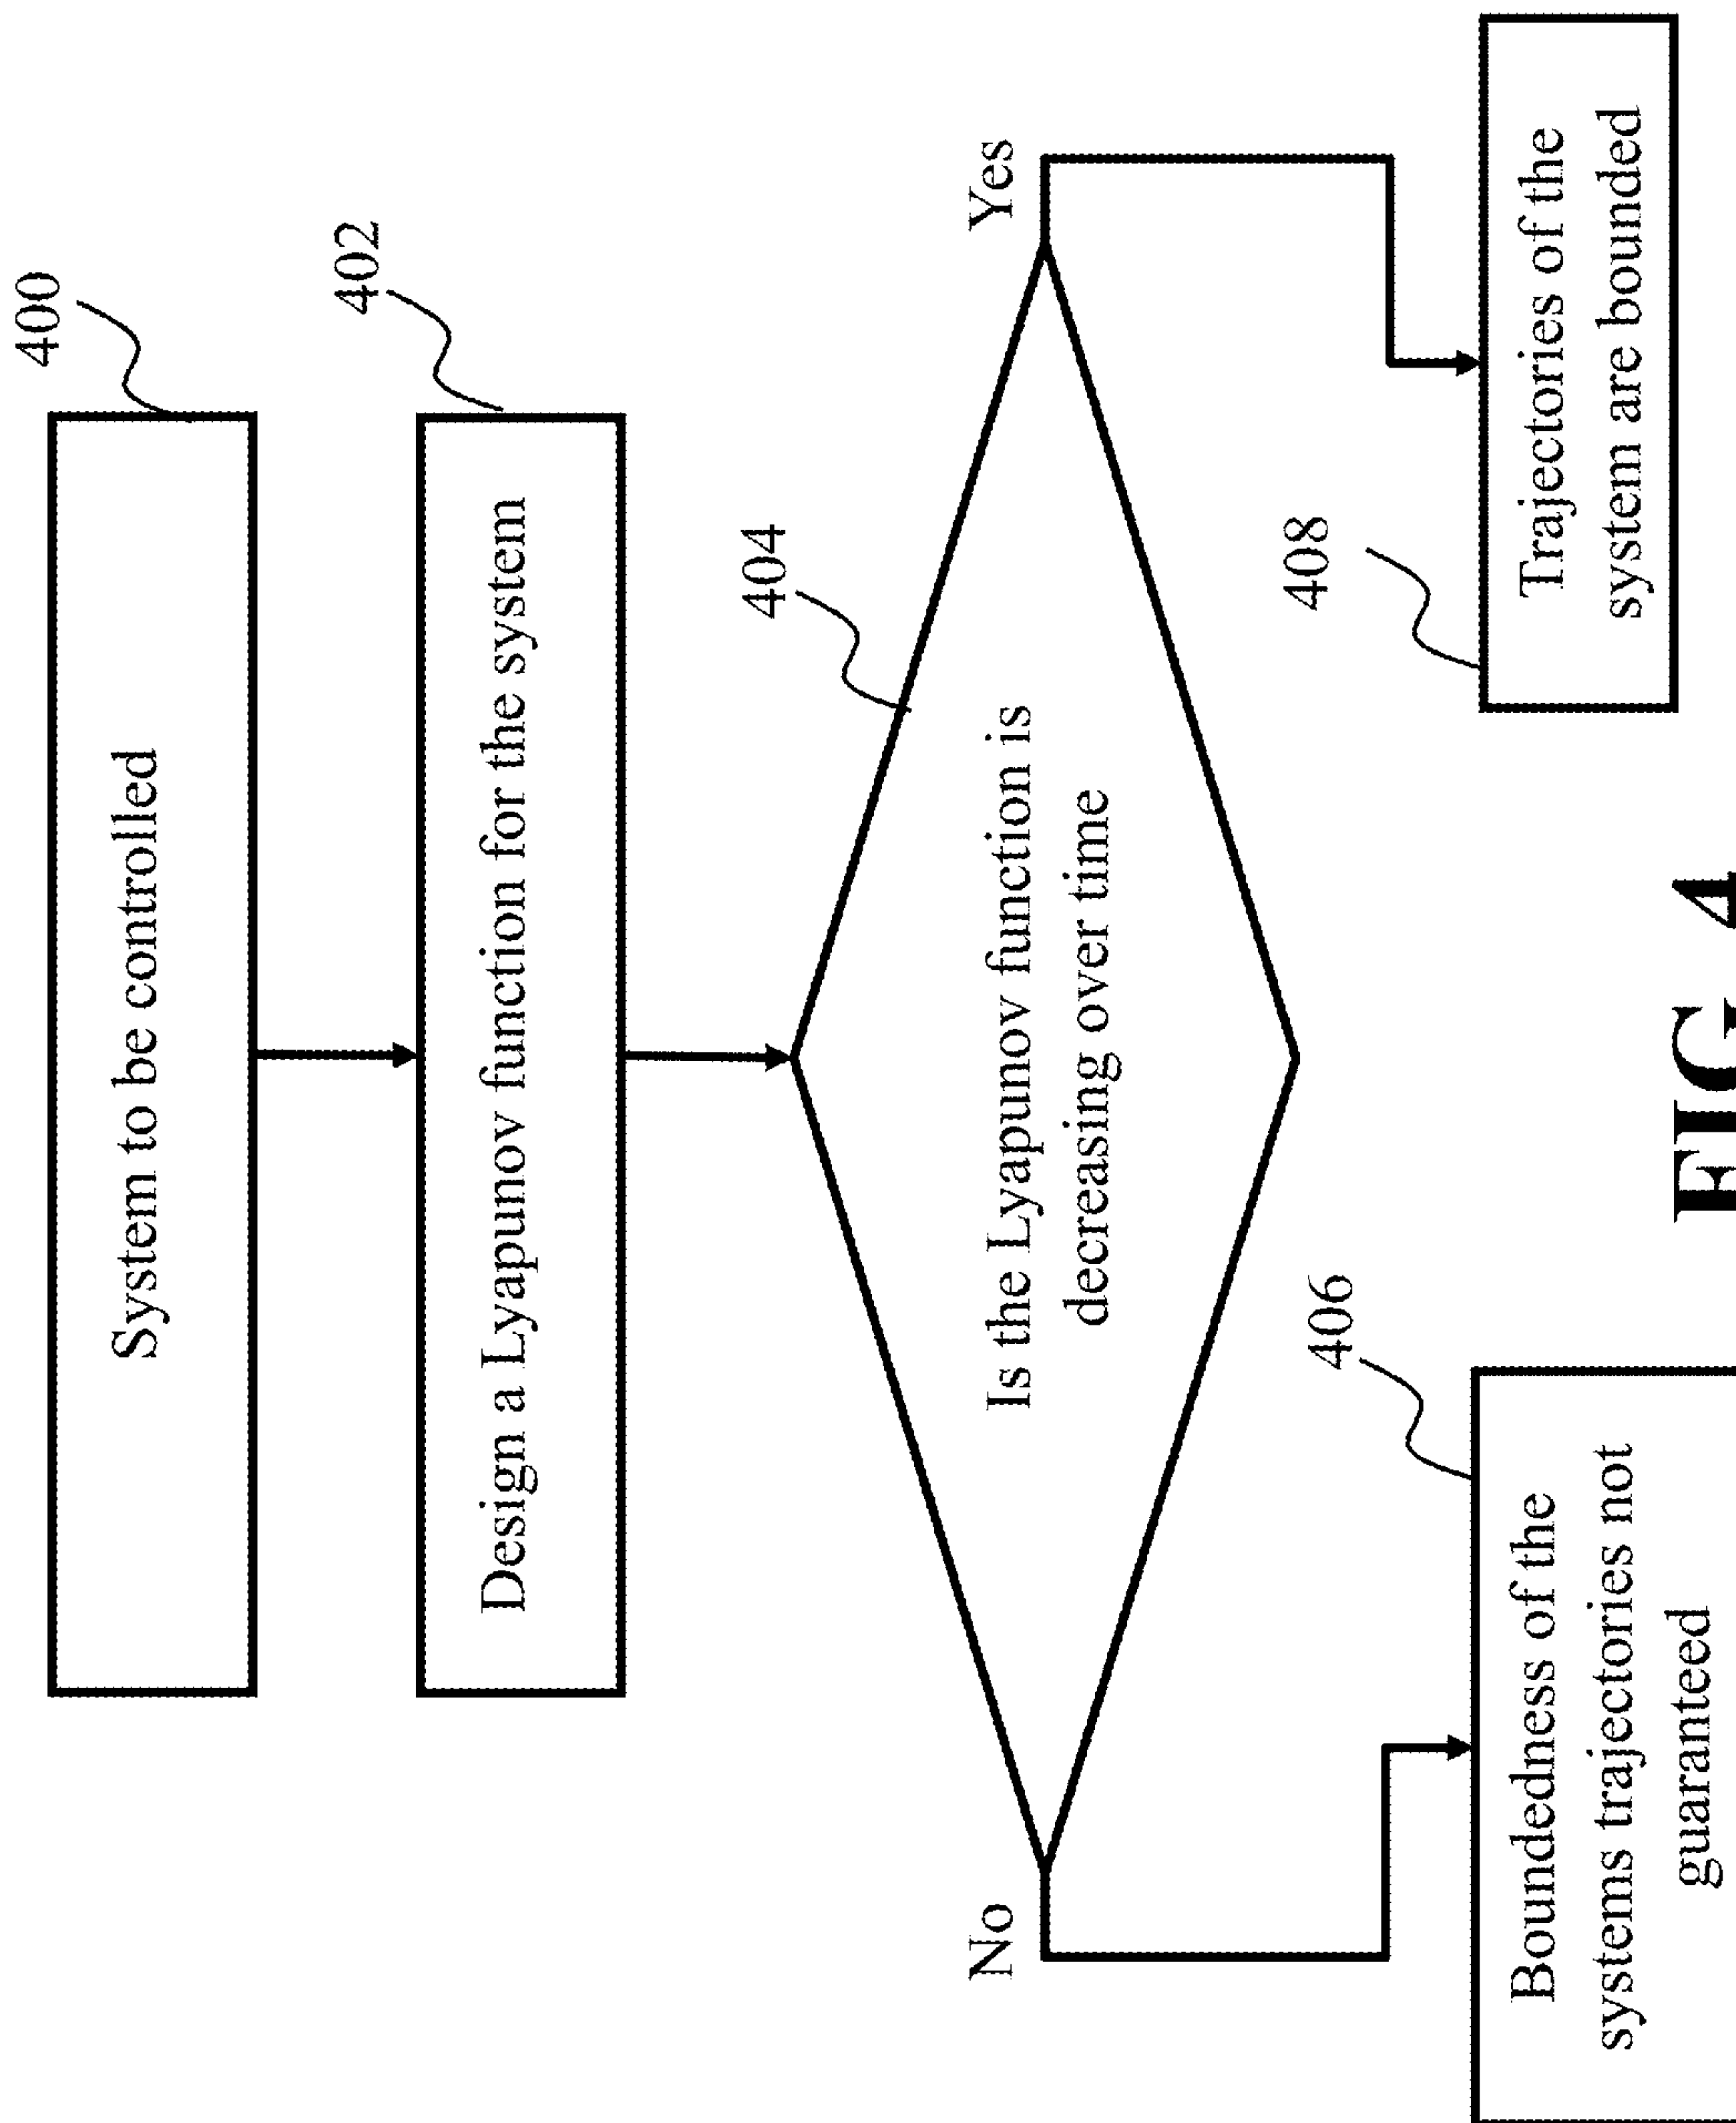 400
System to be controlled
402
Design a Lyapunov function for the system
404
Is the Lyapunov function is
decreasing over time
No
Yes
406
Boundedness of the
systems trajectories not
guaranteed
408
Trajectories of the
system are bounded
FIG 4